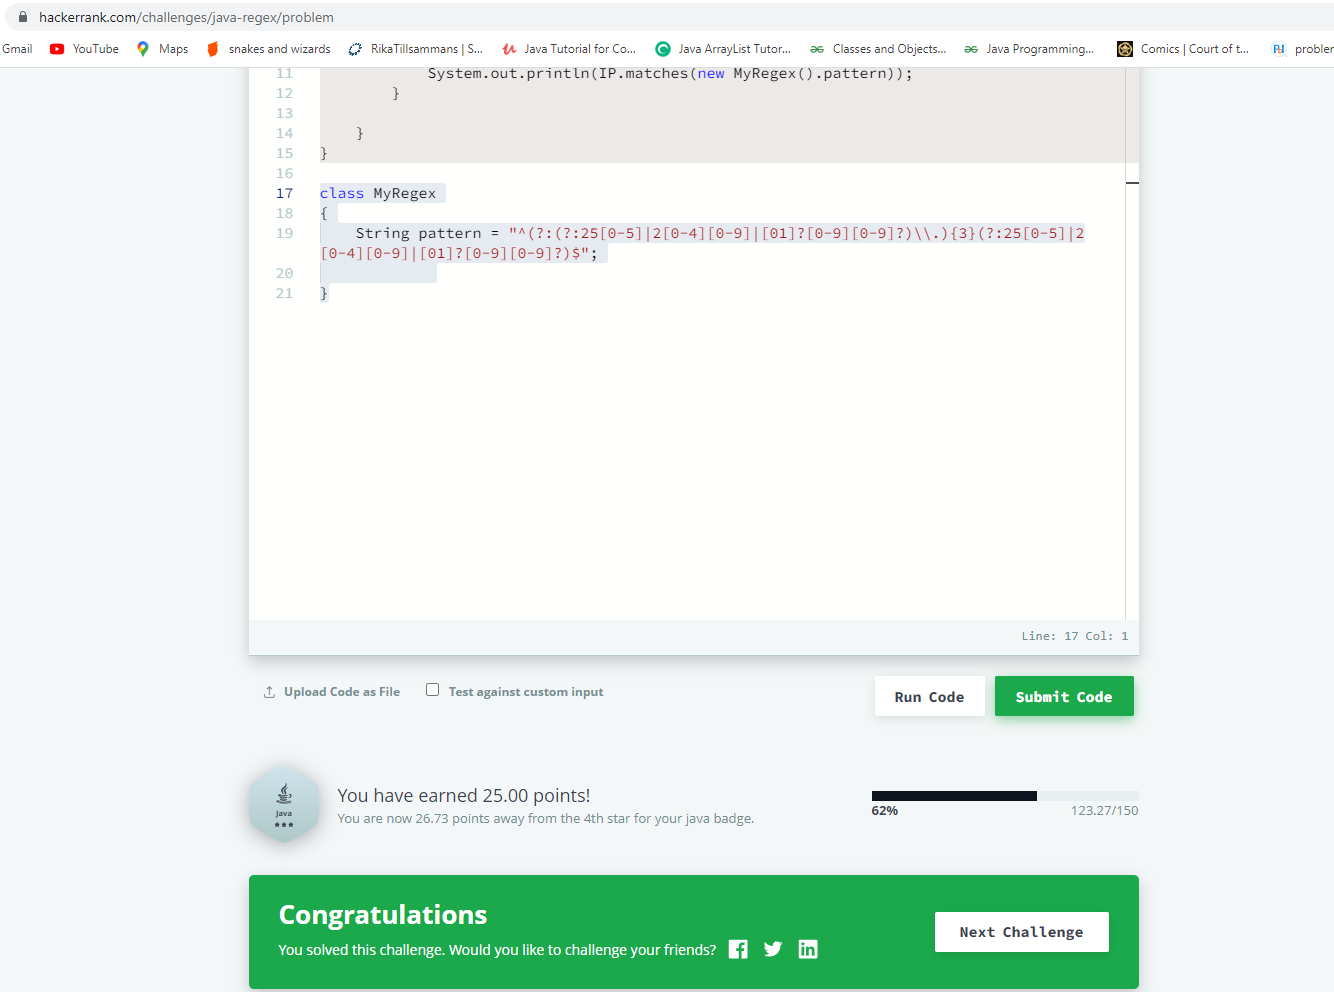 hackerrank.com/challenges/java-regex/problem
Gmail YouTube Maps snakes and wizards RikaTillsammans | S... Java Tutorial for Co... Java ArrayList Tutor... Classes and Objects... Java Programming... Comics | Court of t... problem
11 System.out.println(IP.matches(new MyRegex().pattern));
12 }
13
14 }
15 }
16
17 class MyRegex
18 {
19 String pattern = "^(?:(?:25[0-5]|2[0-4][0-9]|[01]?[0-9][0-9]?)\\.){3}(?:25[0-5]|2
[0-4][0-9]|[01]?[0-9][0-9]?)$";
20
21 }
Line: 17 Col: 1
Upload Code as File Test against custom input Run Code Submit Code
Java
You have earned 25.00 points!
You are now 26.73 points away from the 4th star for your java badge.
62% 123.27/150
Congratulations
You solved this challenge. Would you like to challenge your friends?
Next Challenge